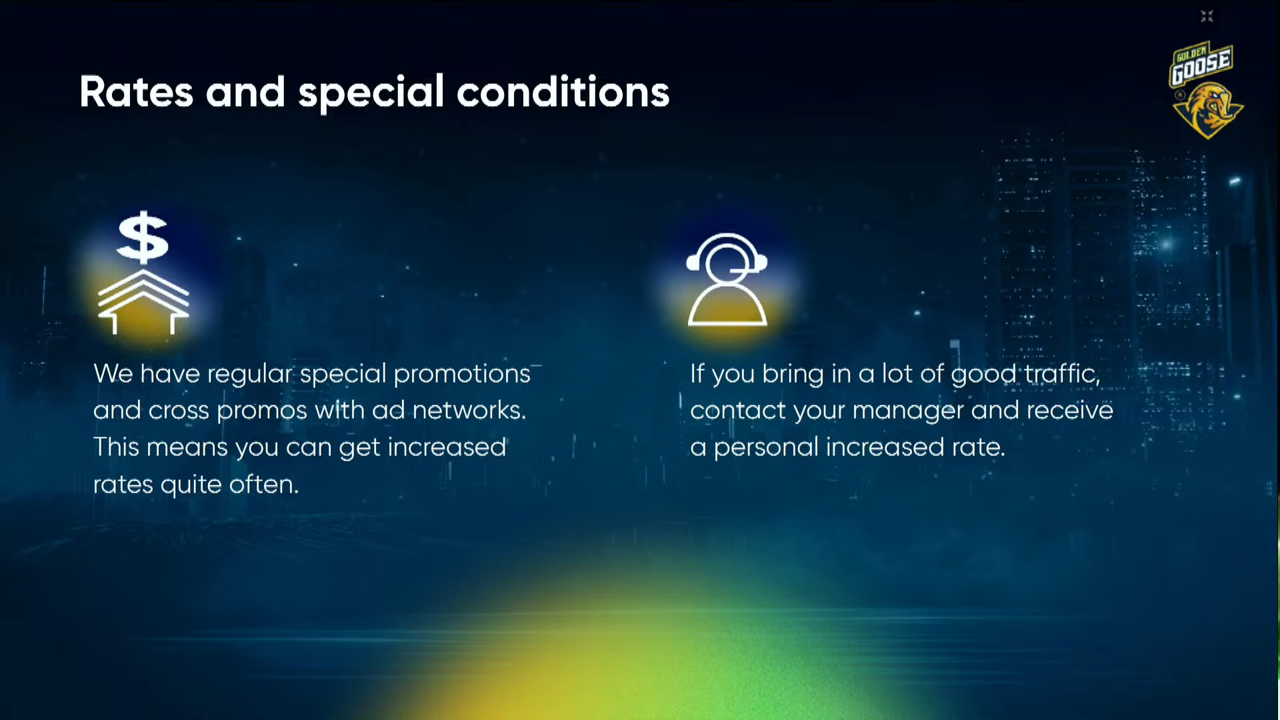 GOLDEN
GOOSE
®
Rates and special conditions
$
We have regular special promotions
and cross promos with ad networks.
This means you can get increased
rates quite often.
If you bring in a lot of good traffic,
contact your manager and receive
a personal increased rate.